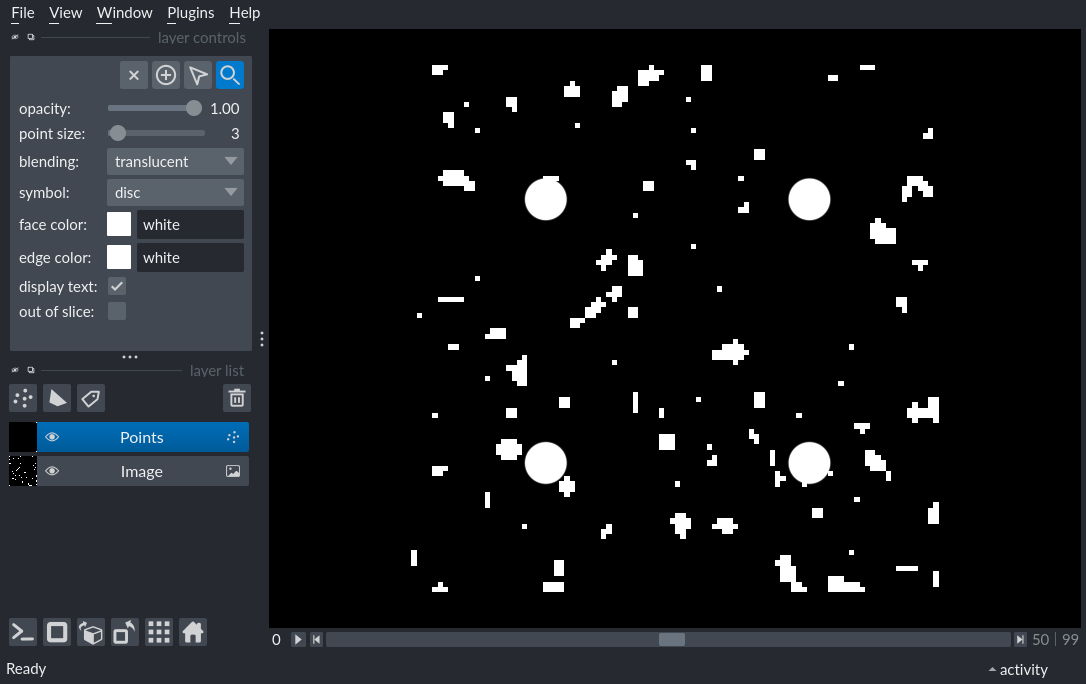 File View Window Plugins Help
layer controls
opacity: 1.00
point size: 3
blending: translucent
symbol: disc
face color: white
edge color: white
display text:
out of slice:
layer list
Points
Image
0 50 | 99
Ready activity